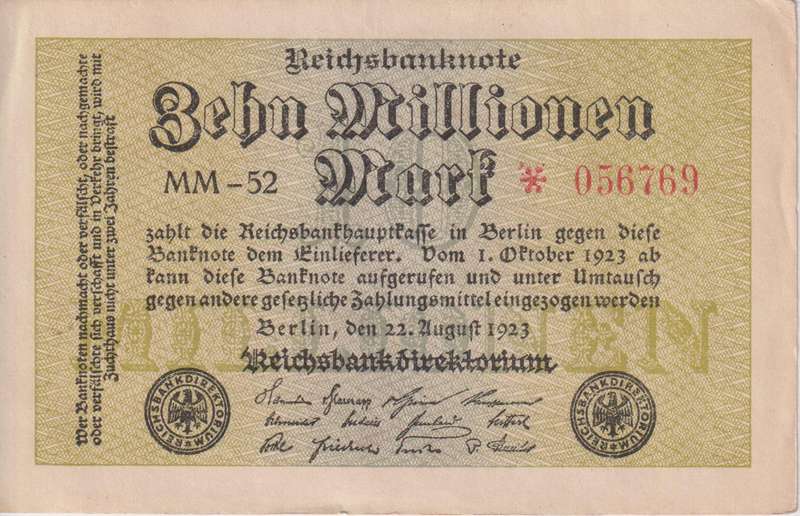 Reichsbanknote
Zehn Millionen
Mark
MM-52
* 056769
zahlt die Reichsbankhauptkasse in Berlin gegen diese
Banknote dem Einlieferer. Vom 1. Oktober 1923 ab
kann diese Banknote aufgerufen und unter Umtausch
gegen andere gesetzliche Zahlungsmittel eingezogen werden
Berlin, den 22. August 1923
Reichsbankdirektorium
REICHSBANKDIREKTORIUM
REICHSBANKDIREKTORIUM
Wer Banknoten nachmacht oder verfälscht, oder nachgemachte
oder verfälschte sich verschafft und in Verkehr bringt, wird mit
Zuchthaus nicht unter zwei Jahren bestraft